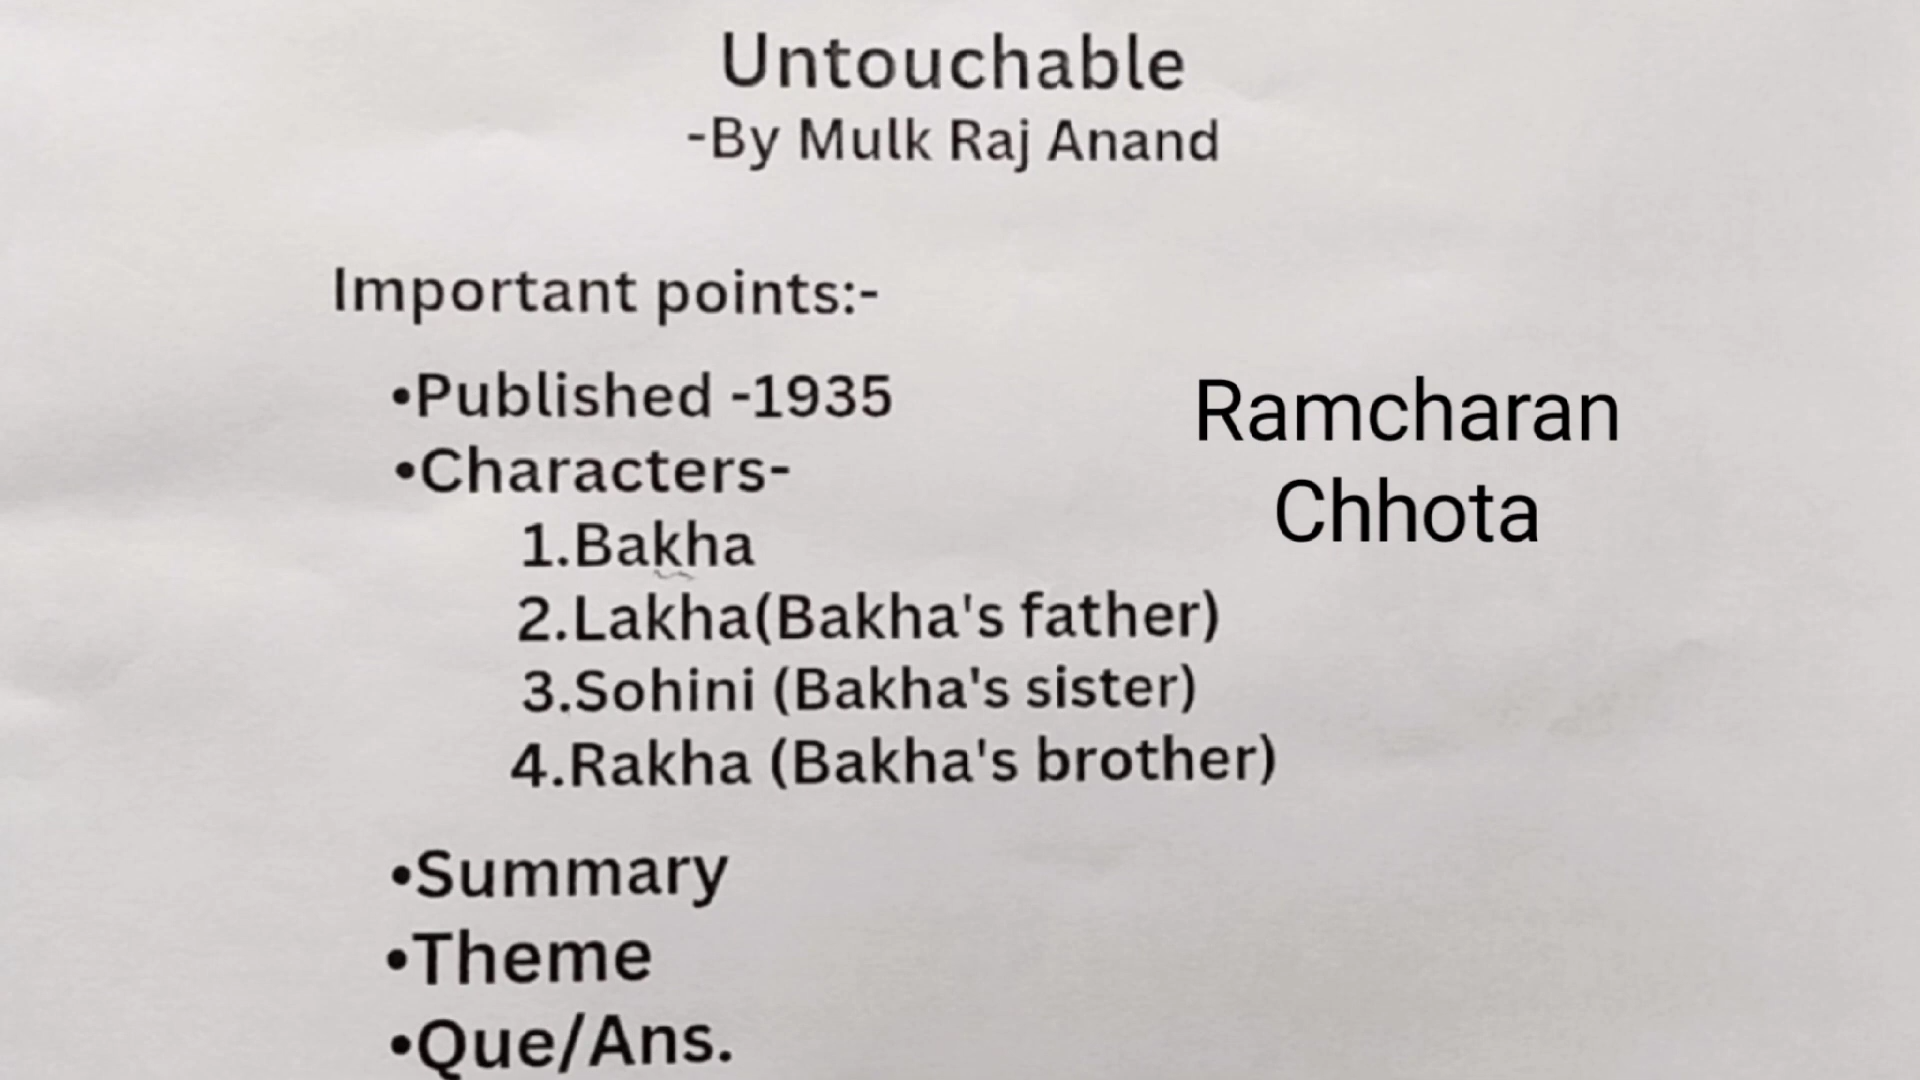 Untouchable
-By Mulk Raj Anand
Important points:-
•Published -1935
•Characters-
1.Bakha
2.Lakha(Bakha's father)
3.Sohini (Bakha's sister)
4.Rakha (Bakha's brother)
Ramcharan
Chhota
•Summary
•Theme
•Que/Ans.